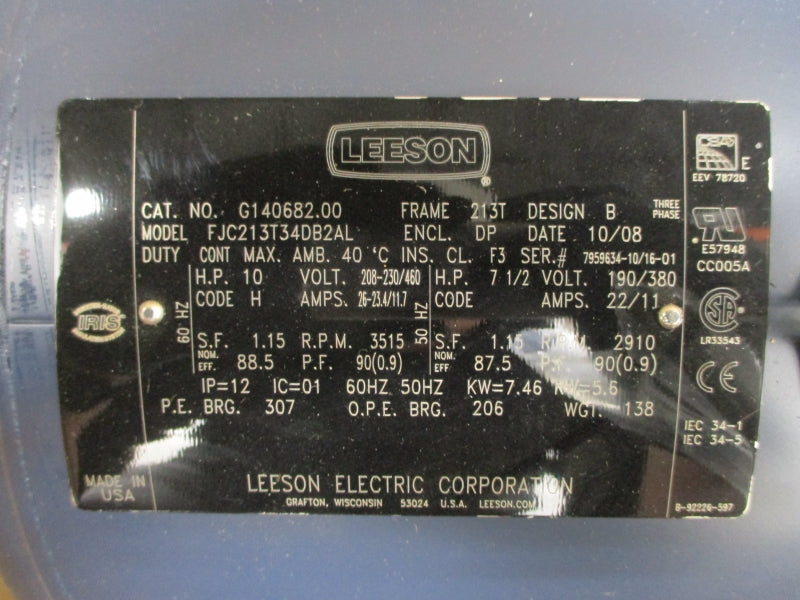 LEESON
®
CAT. NO. G140682.00 FRAME 213T DESIGN B THREE PHASE
MODEL FJC213T34DB2AL ENCL. DP DATE 10/08
DUTY CONT MAX. AMB. 40 °C INS. CL. F3 SER.# 7959634-10/16-01
60 HZ
H.P. 10 VOLT. 208-230/460
CODE H AMPS. 26-23.4/11.7
S.F. 1.15 R.P.M. 3515
NOM. EFF 88.5 P.F. 90(0.9)
50 HZ
H.P. 7 1/2 VOLT. 190/380
CODE AMPS. 22/11
S.F. 1.15 R.P.M. 2910
NOM. EFF 87.5 P.F. 90(0.9)
IP=12 IC=01 60HZ 50HZ KW=7.46 KW=5.6
P.E. BRG. 307 O.P.E. BRG. 206 WGT. 138
LEESON ELECTRIC CORPORATION
GRAFTON, WISCONSIN 53024 U.S.A. LEESON.COM
IRIS
MADE IN
USA
E
EEV 78720
E57948
CC005A
LR33543
CE
IEC 34-1
IEC 34-5
B-92226-597